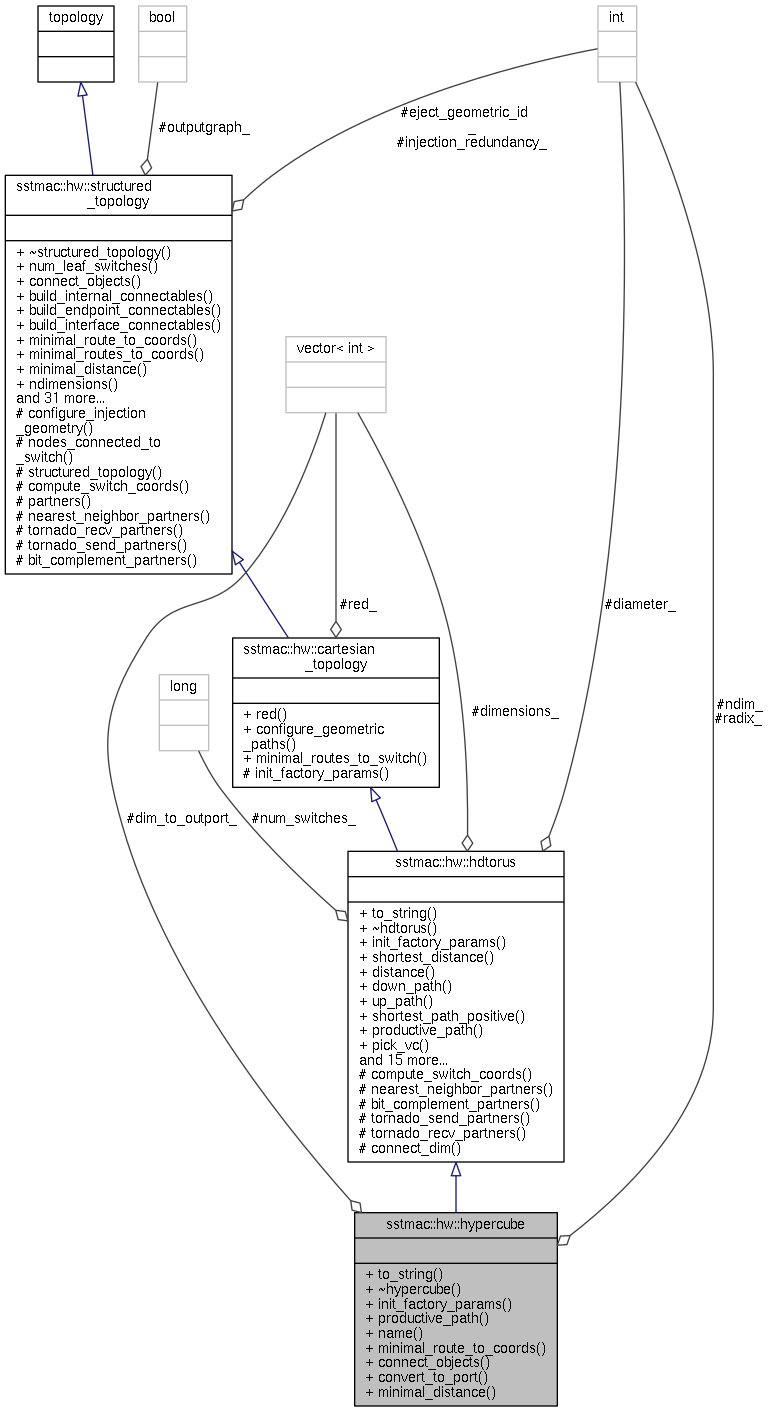 topology
bool
int
#outputgraph_
#eject_geometric_id
_
#injection_redundancy_
sstmac::hw::structured
_topology
+ ~structured_topology()
+ num_leaf_switches()
+ connect_objects()
+ build_internal_connectables()
+ build_endpoint_connectables()
+ build_interface_connectables()
+ minimal_route_to_coords()
+ minimal_routes_to_coords()
+ minimal_distance()
+ ndimensions()
and 31 more...
# configure_injection
_geometry()
# nodes_connected_to
_switch()
# structured_topology()
# compute_switch_coords()
# partners()
# nearest_neighbor_partners()
# tornado_recv_partners()
# tornado_send_partners()
# bit_complement_partners()
vector< int >
#red_
#diameter_
sstmac::hw::cartesian
_topology
+ red()
+ configure_geometric
_paths()
+ minimal_routes_to_switch()
# init_factory_params()
long
#dimensions_
#ndim_
#radix_
#dim_to_outport_
#num_switches_
sstmac::hw::hdtorus
+ to_string()
+ ~hdtorus()
+ init_factory_params()
+ shortest_distance()
+ distance()
+ down_path()
+ up_path()
+ shortest_path_positive()
+ productive_path()
+ pick_vc()
and 15 more...
# compute_switch_coords()
# nearest_neighbor_partners()
# bit_complement_partners()
# tornado_send_partners()
# tornado_recv_partners()
# connect_dim()
sstmac::hw::hypercube
+ to_string()
+ ~hypercube()
+ init_factory_params()
+ productive_path()
+ name()
+ minimal_route_to_coords()
+ connect_objects()
+ convert_to_port()
+ minimal_distance()